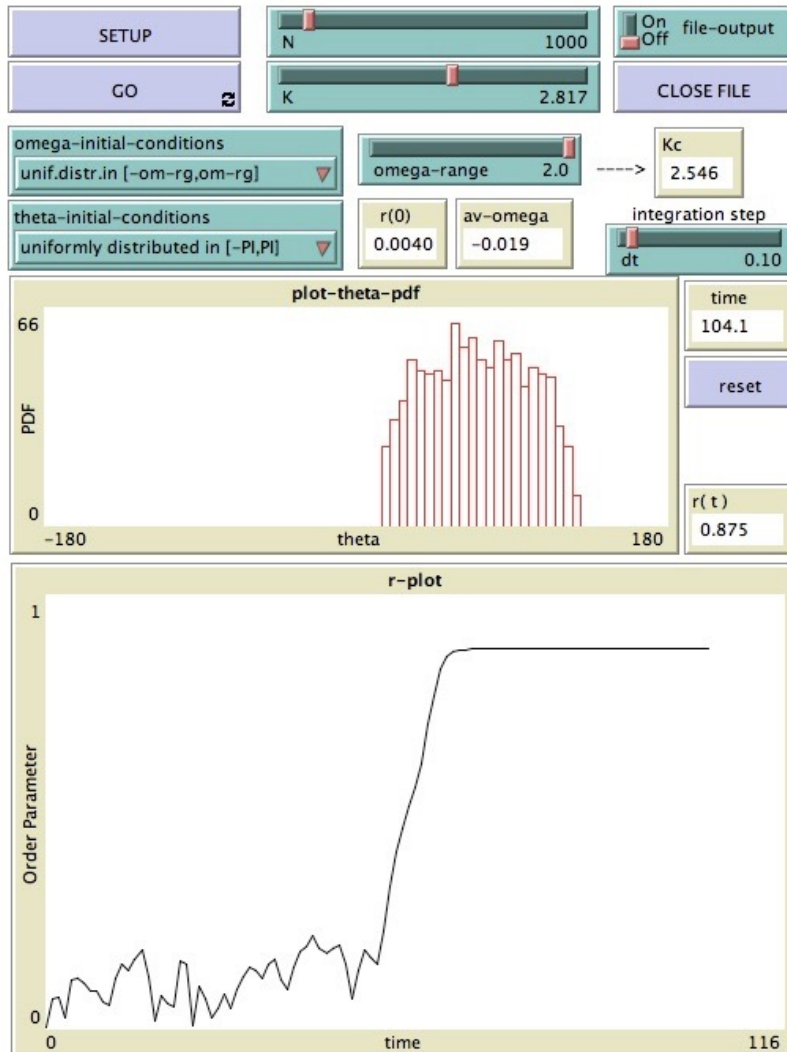 SETUP
N 1000
On
Off
file-output
GO
K 2.817
CLOSE FILE
omega-initial-conditions
unif.distr.in [-om-rg,om-rg]
omega-range 2.0
---->
Kc
2.546
theta-initial-conditions
uniformly distributed in [-PI,PI]
r(0)
0.0040
av-omega
-0.019
integration step
dt 0.10
plot-theta-pdf
66
PDF
0
-180 theta 180
time
104.1
reset
r( t )
0.875
r-plot
1
Order Parameter
0
0 time 116